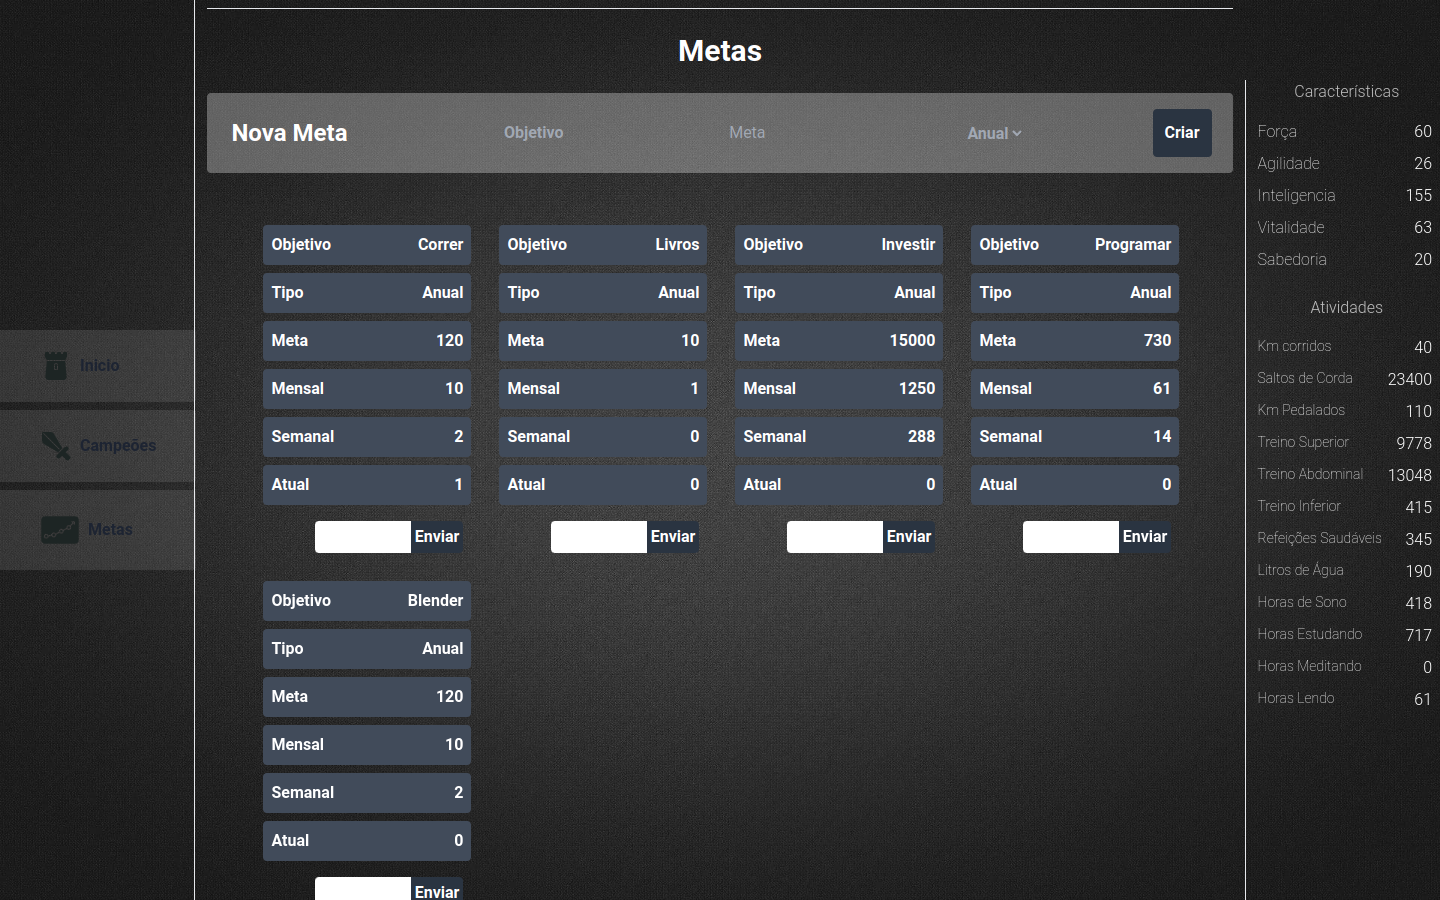 Metas
Nova Meta Objetivo Meta Anual Criar
Inicio
Campeões
Metas
Objetivo Correr
Tipo Anual
Meta 120
Mensal 10
Semanal 2
Atual 1
Enviar
Objetivo Livros
Tipo Anual
Meta 10
Mensal 1
Semanal 0
Atual 0
Enviar
Objetivo Investir
Tipo Anual
Meta 15000
Mensal 1250
Semanal 288
Atual 0
Enviar
Objetivo Programar
Tipo Anual
Meta 730
Mensal 61
Semanal 14
Atual 0
Enviar
Objetivo Blender
Tipo Anual
Meta 120
Mensal 10
Semanal 2
Atual 0
Enviar
Características
Força 60
Agilidade 26
Inteligencia 155
Vitalidade 63
Sabedoria 20
Atividades
Km corridos 40
Saltos de Corda 23400
Km Pedalados 110
Treino Superior 9778
Treino Abdominal 13048
Treino Inferior 415
Refeições Saudáveis 345
Litros de Água 190
Horas de Sono 418
Horas Estudando 717
Horas Meditando 0
Horas Lendo 61